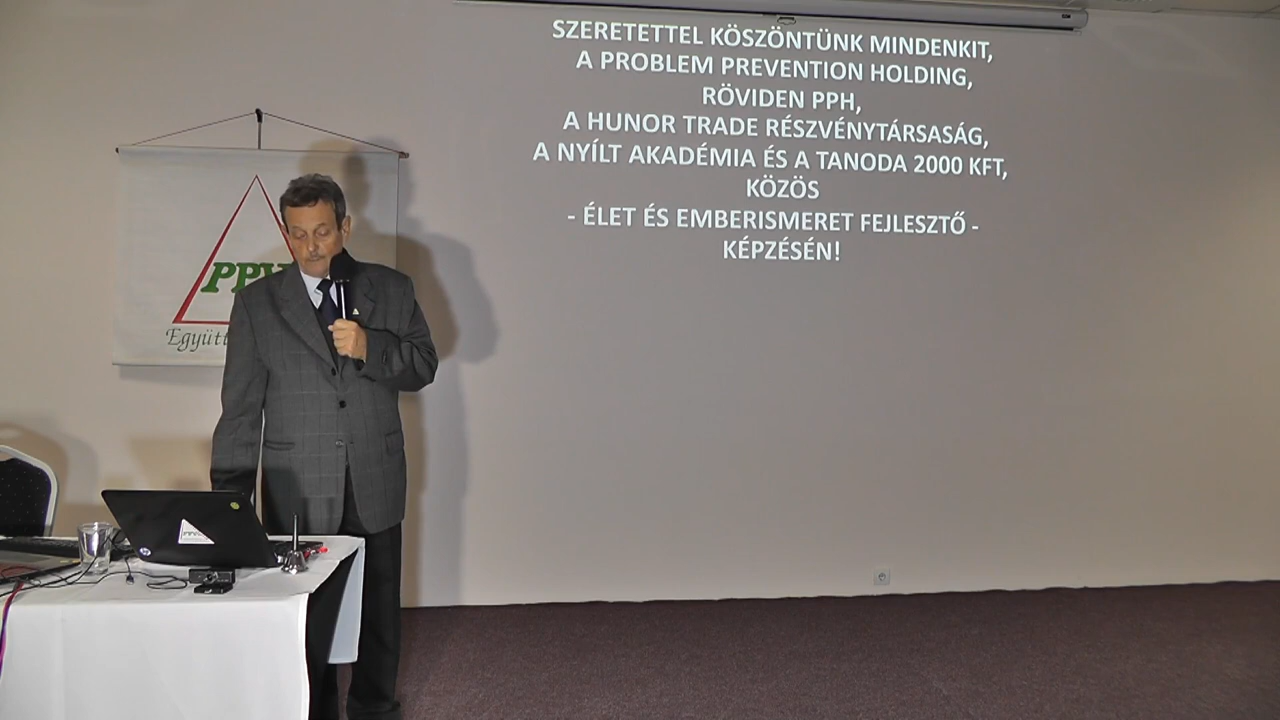 SZERETETTEL KÖSZÖNTÜNK MINDENKIT,
A PROBLEM PREVENTION HOLDING,
RÖVIDEN PPH,
A HUNOR TRADE RÉSZVÉNYTÁRSASÁG,
A NYÍLT AKADÉMIA ÉS A TANODA 2000 KFT,
KÖZÖS
- ÉLET ÉS EMBERISMERET FEJLESZTŐ -
KÉPZÉSÉN!